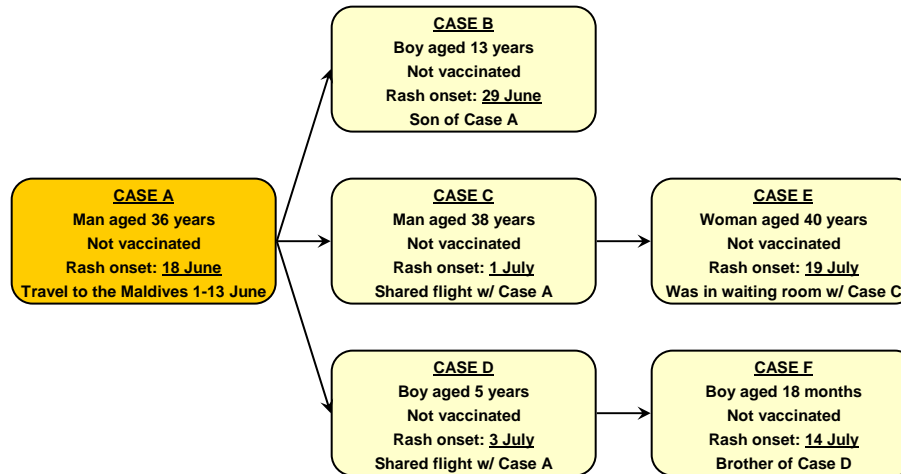 CASE B
Boy aged 13 years
Not vaccinated
Rash onset: 29 June
Son of Case A
CASE A
Man aged 36 years
Not vaccinated
Rash onset: 18 June
Travel to the Maldives 1-13 June
CASE C
Man aged 38 years
Not vaccinated
Rash onset: 1 July
Shared flight w/ Case A
CASE E
Woman aged 40 years
Not vaccinated
Rash onset: 19 July
Was in waiting room w/ Case C
CASE D
Boy aged 5 years
Not vaccinated
Rash onset: 3 July
Shared flight w/ Case A
CASE F
Boy aged 18 months
Not vaccinated
Rash onset: 14 July
Brother of Case D